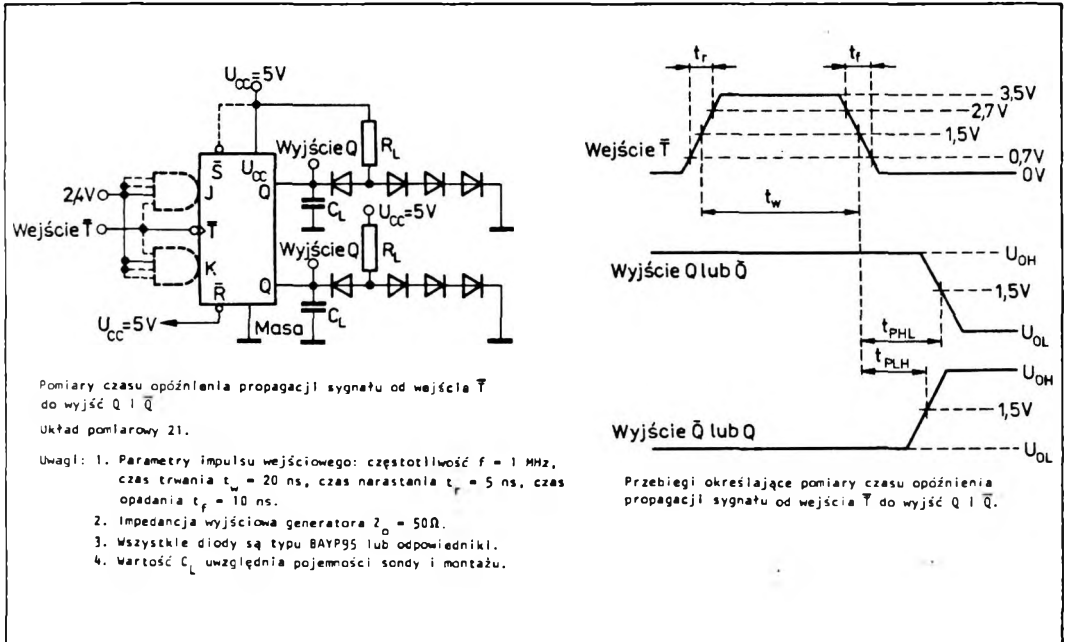 U_CC=5V
Wyjście Q
R_L
S̄
U_CC
Q
2,4V
J
C_L
U_CC=5V
Wejście T̄
T̄
Wyjście Q
R_L
K
Q
R̄
C_L
U_CC=5V
Masa
Pomiary czasu opóźnienia propagacji sygnału od wejścia T̄
do wyjść Q i Q̄
Układ pomiarowy 21.
Uwagi: 1. Parametry impulsu wejściowego: częstotliwość f = 1 MHz,
czas trwania t_w = 20 ns, czas narastania t_r = 5 ns, czas
opadania t_f = 10 ns.
2. Impedancja wyjściowa generatora Z_o = 50Ω.
3. Wszystkie diody są typu BAYP95 lub odpowiedniki.
4. Wartość C_L uwzględnia pojemności sondy i montażu.
t_r
t_f
3,5V
2,7V
1,5V
Wejście T̄
0,7V
0V
t_w
U_OH
Wyjście Q lub Q̄
1,5V
t_PHL
U_OL
t_PLH
U_OH
1,5V
Wyjście Q̄ lub Q
U_OL
Przebiegi określające pomiary czasu opóźnienia
propagacji sygnału od wejścia T̄ do wyjść Q i Q̄.